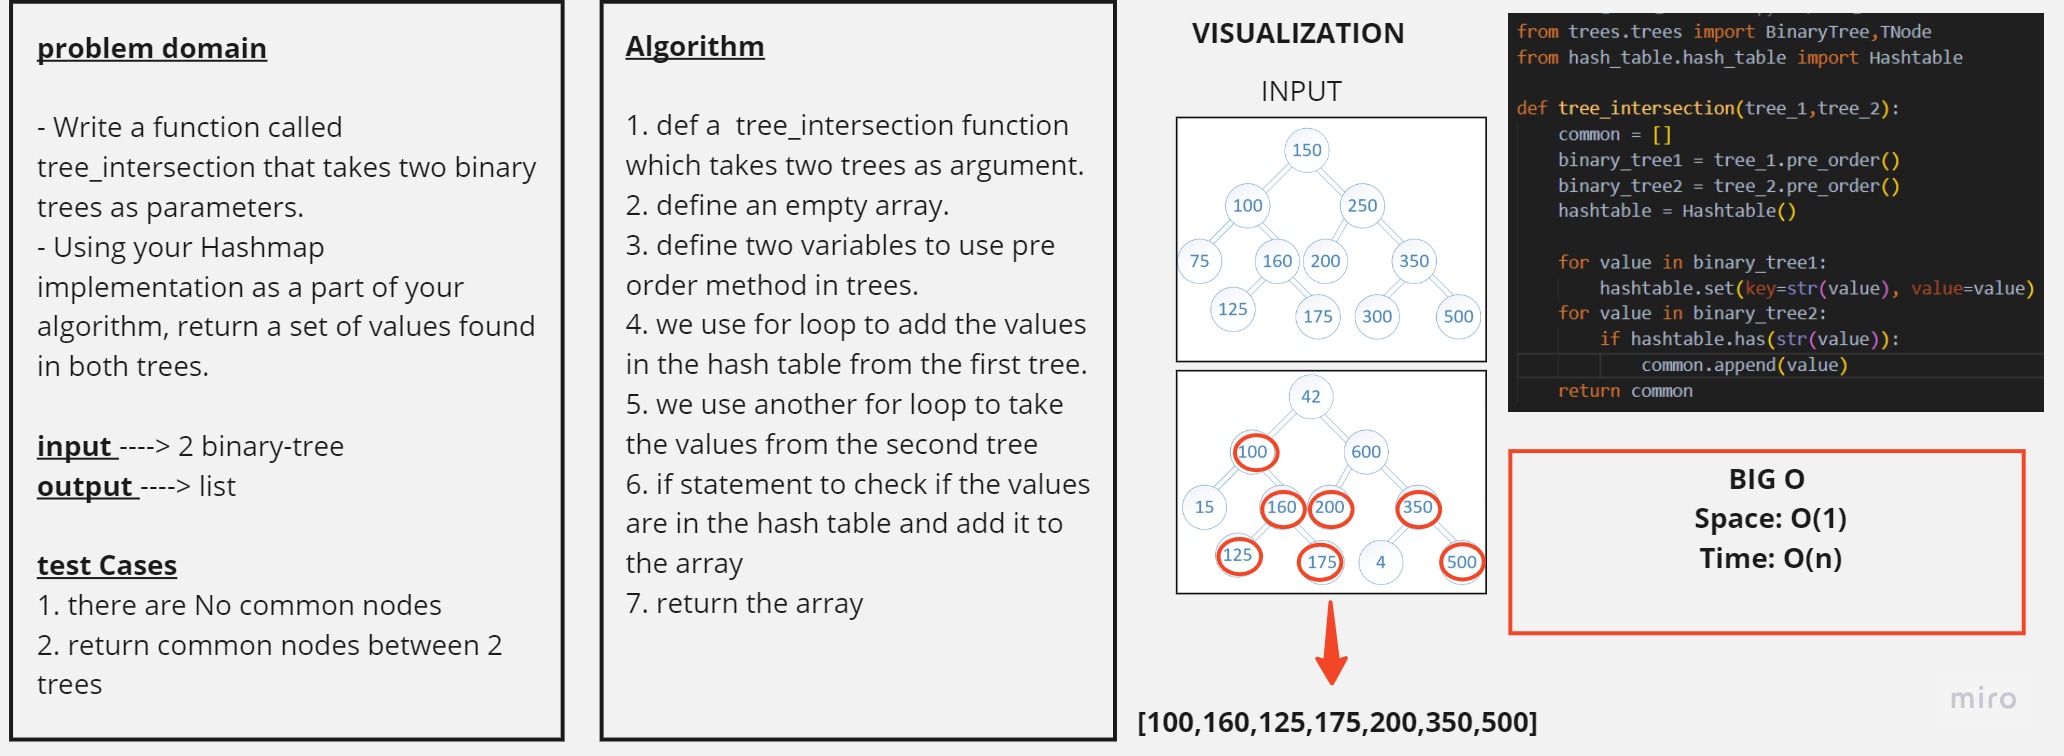 problem domain
- Write a function called
tree_intersection that takes two binary
trees as parameters.
- Using your Hashmap
implementation as a part of your
algorithm, return a set of values found
in both trees.
input ----> 2 binary-tree
output ----> list
test Cases
1. there are No common nodes
2. return common nodes between 2
trees
Algorithm
1. def a  tree_intersection function
which takes two trees as argument.
2. define an empty array.
3. define two variables to use pre
order method in trees.
4. we use for loop to add the values
in the hash table from the first tree.
5. we use another for loop to take
the values from the second tree
6. if statement to check if the values
are in the hash table and add it to
the array
7. return the array
VISUALIZATION
INPUT
150
100 250
75 160 200 350
125 175 300 500
42
100 600
15 160 200 350
125 175 4 500
[100,160,125,175,200,350,500]
from trees.trees import BinaryTree,TNode
from hash_table.hash_table import Hashtable
def tree_intersection(tree_1,tree_2):
    common = []
    binary_tree1 = tree_1.pre_order()
    binary_tree2 = tree_2.pre_order()
    hashtable = Hashtable()
    for value in binary_tree1:
        hashtable.set(key=str(value), value=value)
    for value in binary_tree2:
        if hashtable.has(str(value)):
            common.append(value)
    return common
BIG O
Space: O(1)
Time: O(n)
miro